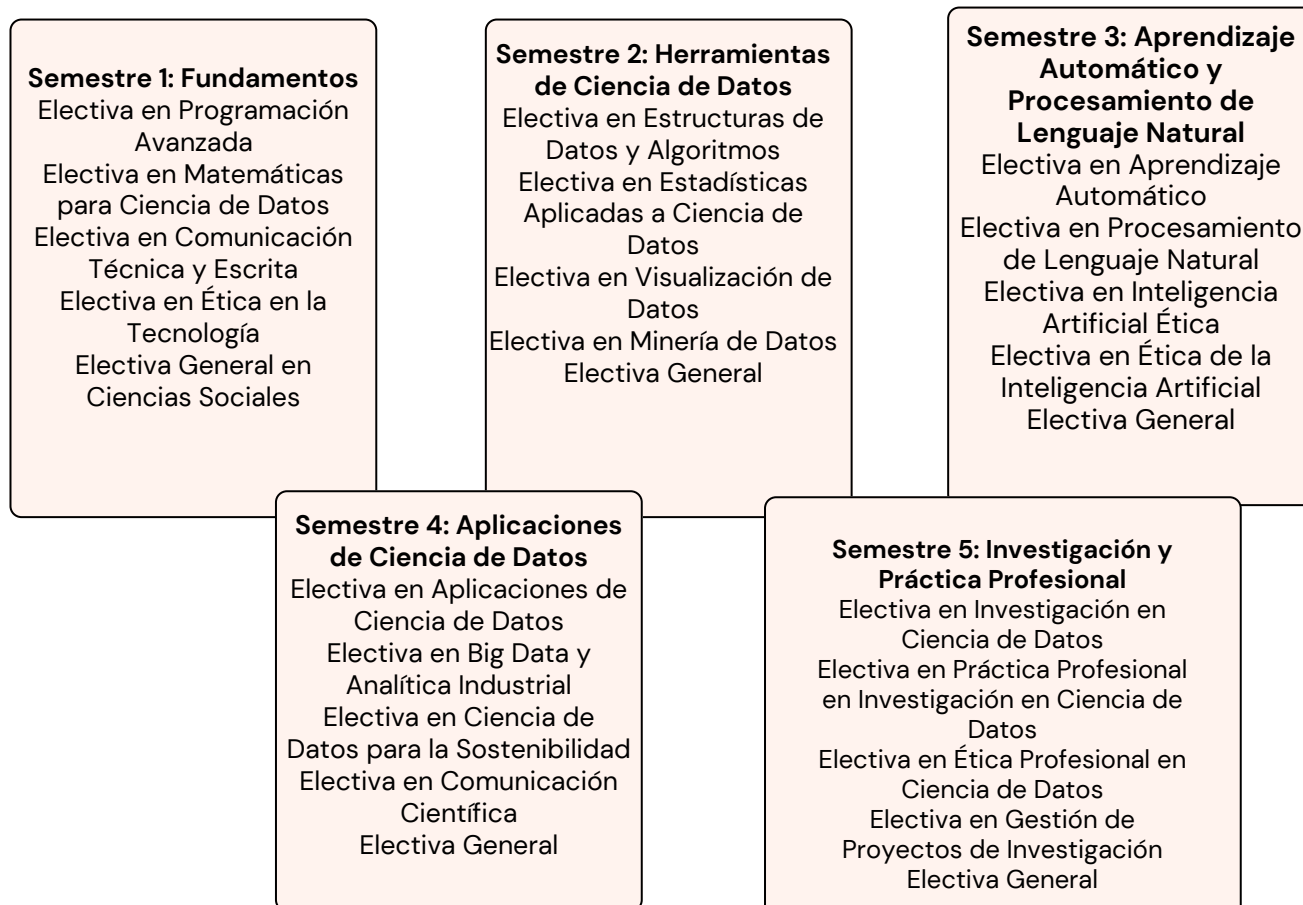 Semestre 1: Fundamentos
Electiva en Programación
Avanzada
Electiva en Matemáticas
para Ciencia de Datos
Electiva en Comunicación
Técnica y Escrita
Electiva en Ética en la
Tecnología
Electiva General en
Ciencias Sociales
Semestre 2: Herramientas
de Ciencia de Datos
Electiva en Estructuras de
Datos y Algoritmos
Electiva en Estadísticas
Aplicadas a Ciencia de
Datos
Electiva en Visualización de
Datos
Electiva en Minería de Datos
Electiva General
Semestre 3: Aprendizaje
Automático y
Procesamiento de
Lenguaje Natural
Electiva en Aprendizaje
Automático
Electiva en Procesamiento
de Lenguaje Natural
Electiva en Inteligencia
Artificial Ética
Electiva en Ética de la
Inteligencia Artificial
Electiva General
Semestre 4: Aplicaciones
de Ciencia de Datos
Electiva en Aplicaciones de
Ciencia de Datos
Electiva en Big Data y
Analítica Industrial
Electiva en Ciencia de
Datos para la Sostenibilidad
Electiva en Comunicación
Científica
Electiva General
Semestre 5: Investigación y
Práctica Profesional
Electiva en Investigación en
Ciencia de Datos
Electiva en Práctica Profesional
en Investigación en Ciencia de
Datos
Electiva en Ética Profesional en
Ciencia de Datos
Electiva en Gestión de
Proyectos de Investigación
Electiva General